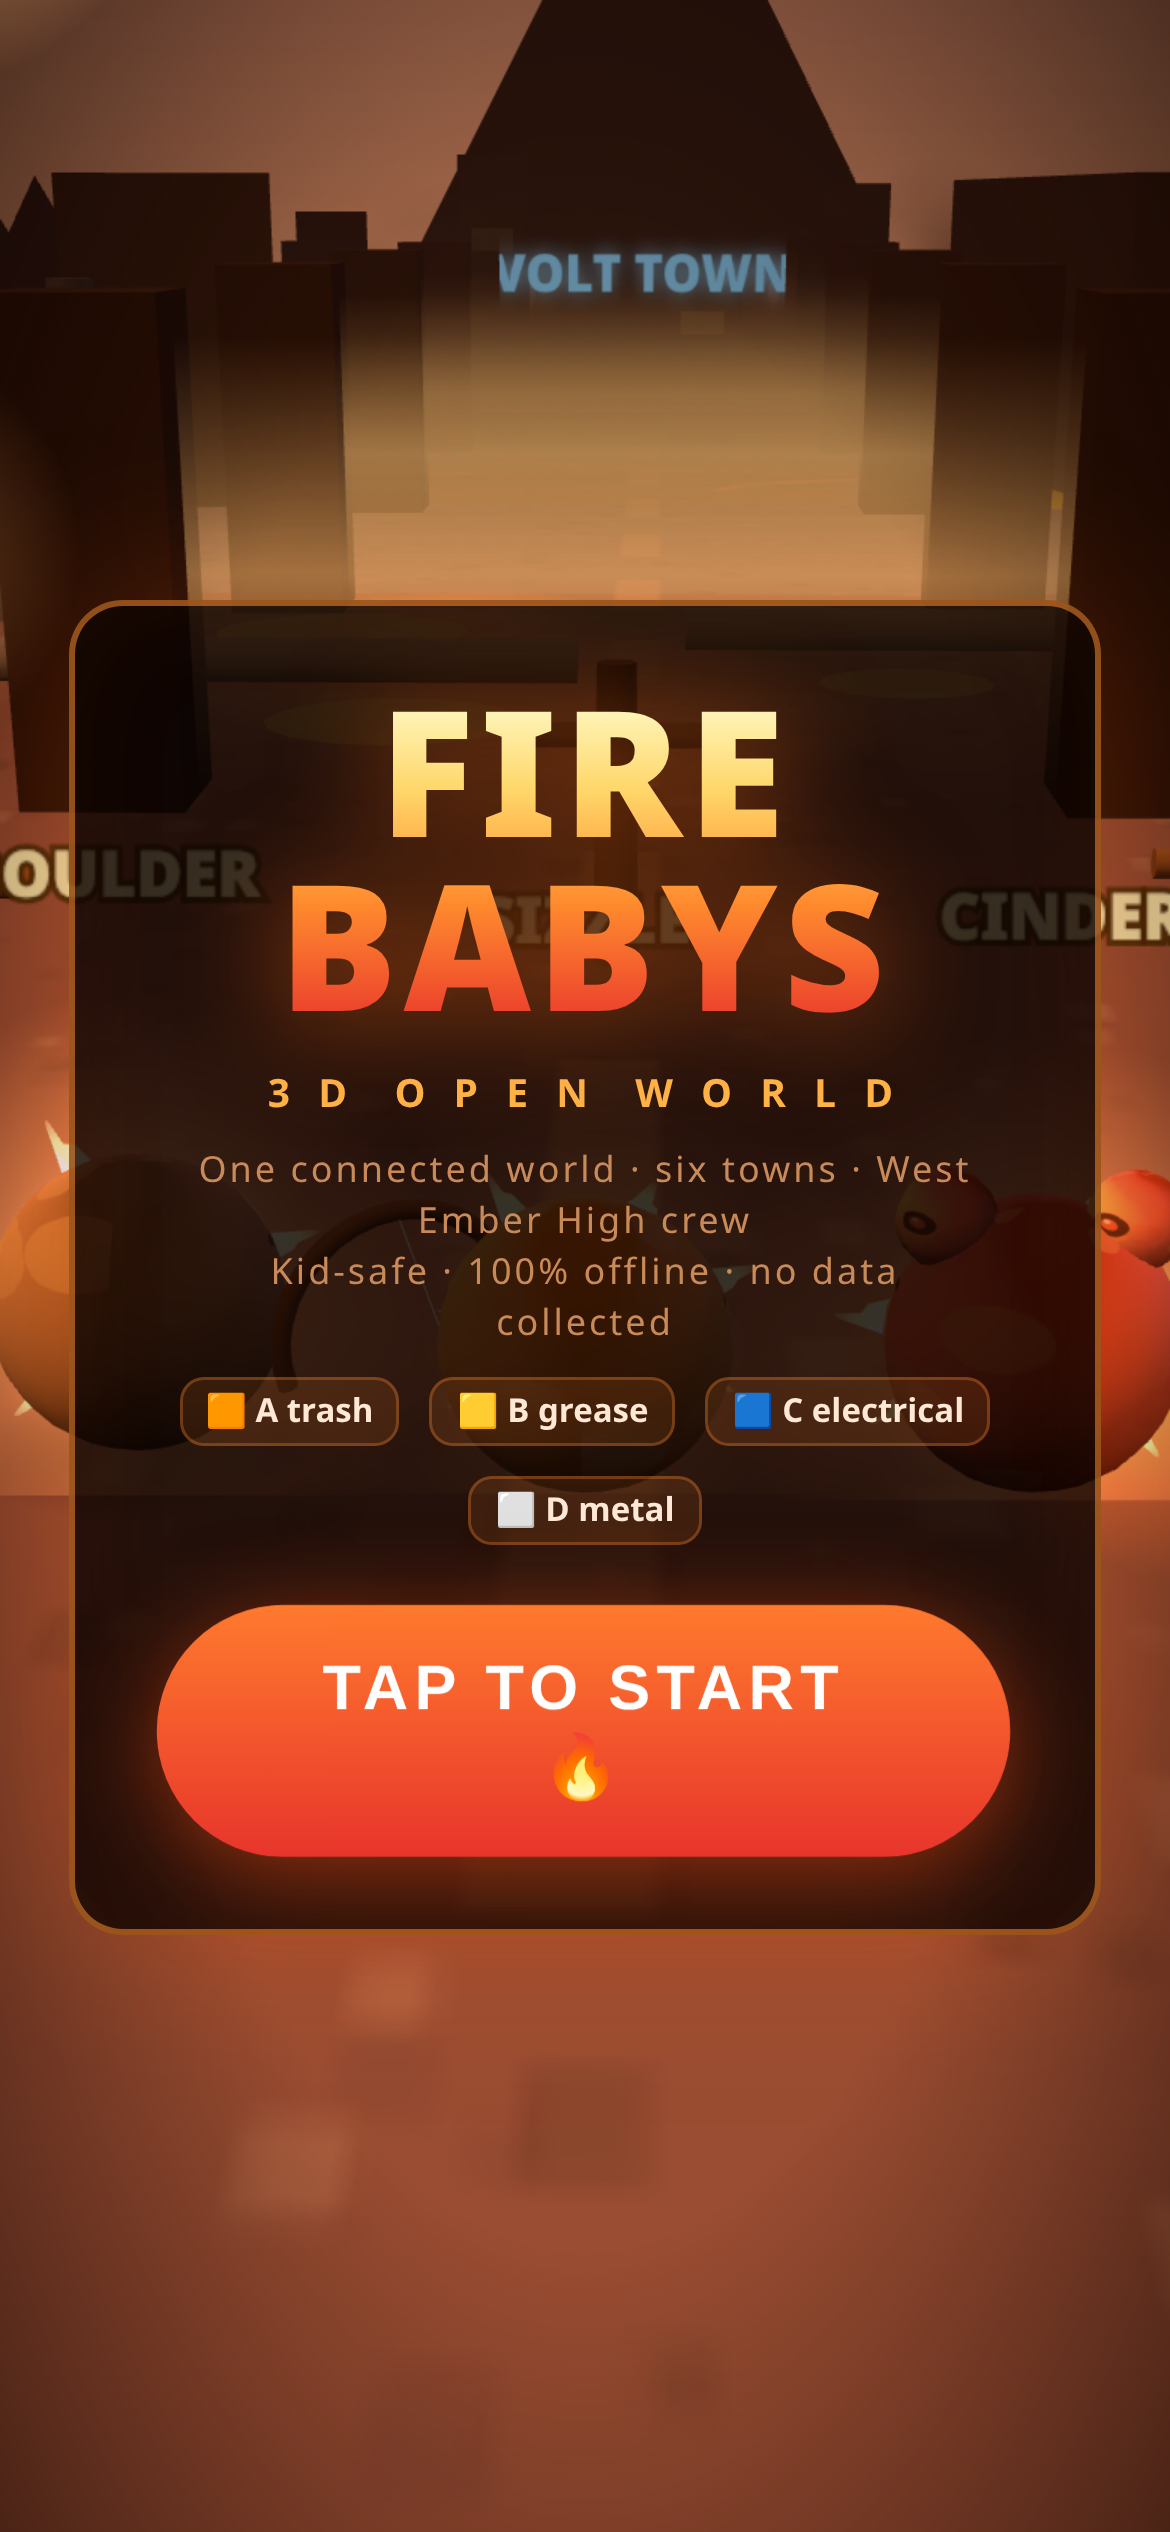 VOLT TOWN
FIRE
BABYS
OULDER
SIZZLE
CINDER
3D OPEN WORLD
One connected world · six towns · West
Ember High crew
Kid-safe · 100% offline · no data
collected
🟧 A trash 🟨 B grease 🟦 C electrical
⬜ D metal
TAP TO START
🔥